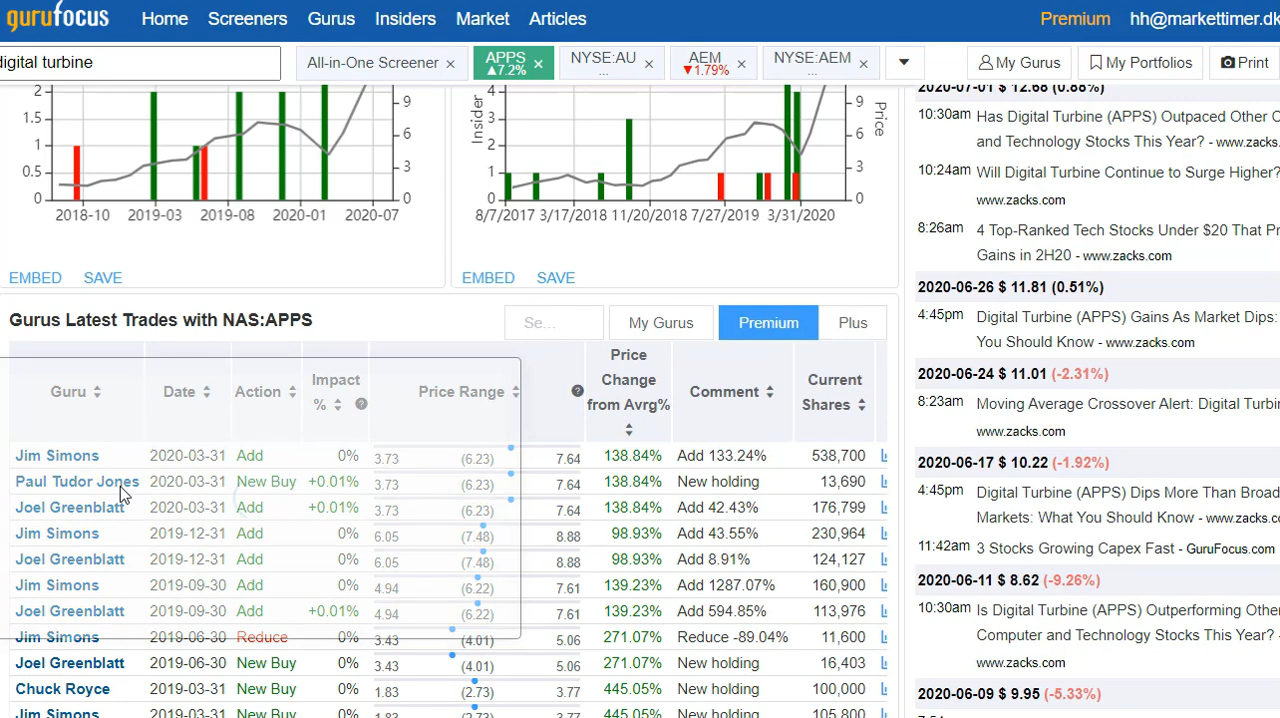 gurufocus Home Screeners Gurus Insiders Market Articles Premium hh@markettimer.dk
digital turbine All-in-One Screener × APPS ▲7.2% × NYSE:AU ... × AEM ▼1.79% × NYSE:AEM ... × My Gurus My Portfolios Print
2 1.5 1 0.5 0
9 6 3 0
2018-10 2019-03 2019-08 2020-01 2020-07
EMBED SAVE
Insider
4 3 2 1 0
Price
9 6 3 0
8/7/2017 3/17/2018 11/20/2018 7/27/2019 3/31/2020
EMBED SAVE
Gurus Latest Trades with NAS:APPS Se... My Gurus Premium Plus
Guru Date Action Impact % Price Range Price Change from Avrg% Comment Current Shares
Jim Simons 2020-03-31 Add 0% 3.73 (6.23) 7.64 138.84% Add 133.24% 538,700
Paul Tudor Jones 2020-03-31 New Buy +0.01% 3.73 (6.23) 7.64 138.84% New holding 13,690
Joel Greenblatt 2020-03-31 Add +0.01% 3.73 (6.23) 7.64 138.84% Add 42.43% 176,799
Jim Simons 2019-12-31 Add 0% 6.05 (7.48) 8.88 98.93% Add 43.55% 230,964
Joel Greenblatt 2019-12-31 Add 0% 6.05 (7.48) 8.88 98.93% Add 8.91% 124,127
Jim Simons 2019-09-30 Add 0% 4.94 (6.22) 7.61 139.23% Add 1287.07% 160,900
Joel Greenblatt 2019-09-30 Add +0.01% 4.94 (6.22) 7.61 139.23% Add 594.85% 113,976
Jim Simons 2019-06-30 Reduce 0% 3.43 (4.01) 5.06 271.07% Reduce -89.04% 11,600
Joel Greenblatt 2019-06-30 New Buy 0% 3.43 (4.01) 5.06 271.07% New holding 16,403
Chuck Royce 2019-03-31 New Buy 0% 1.83 (2.73) 3.77 445.05% New holding 100,000
Jim Simons 2019-03-31 Add 0% 1.83 (2.73) 3.77 445.05% 105,800
2020-07-01 $ 12.68 (0.88%)
10:30am Has Digital Turbine (APPS) Outpaced Other C
and Technology Stocks This Year? - www.zacks.
10:24am Will Digital Turbine Continue to Surge Higher?
www.zacks.com
8:26am 4 Top-Ranked Tech Stocks Under $20 That Pr
Gains in 2H20 - www.zacks.com
2020-06-26 $ 11.81 (0.51%)
4:45pm Digital Turbine (APPS) Gains As Market Dips:
You Should Know - www.zacks.com
2020-06-24 $ 11.01 (-2.31%)
8:23am Moving Average Crossover Alert: Digital Turbin
www.zacks.com
2020-06-17 $ 10.22 (-1.92%)
4:45pm Digital Turbine (APPS) Dips More Than Broad
Markets: What You Should Know - www.zacks.co
11:42am 3 Stocks Growing Capex Fast - GuruFocus.com
2020-06-11 $ 8.62 (-9.26%)
10:30am Is Digital Turbine (APPS) Outperforming Othe
Computer and Technology Stocks This Year? -
www.zacks.com
2020-06-09 $ 9.95 (-5.33%)